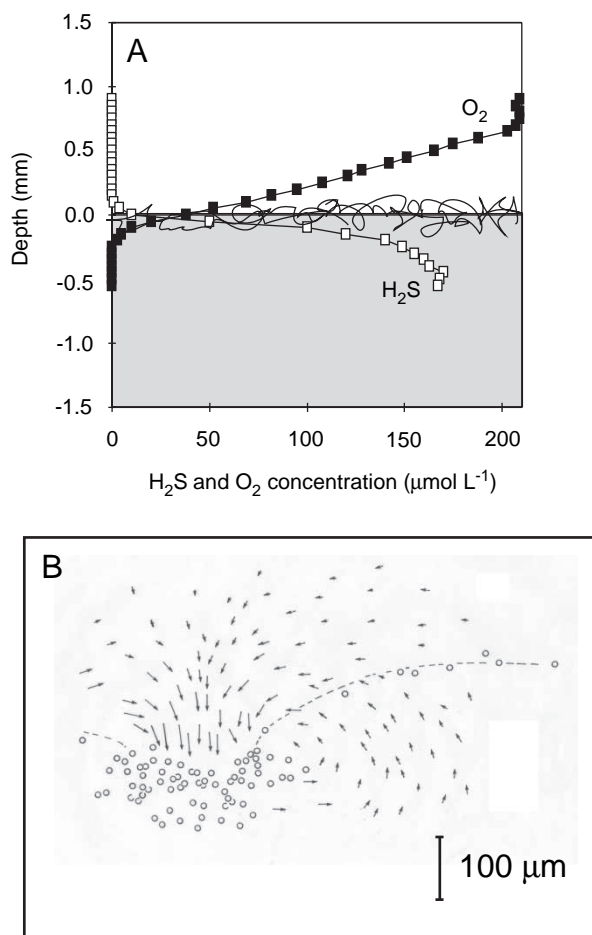 A
1.5
1.0
0.5
0.0
-0.5
-1.0
-1.5
Depth (mm)
O₂
H₂S
0 50 100 150 200
H₂S and O₂ concentration (μmol L⁻¹)
B
100 μm